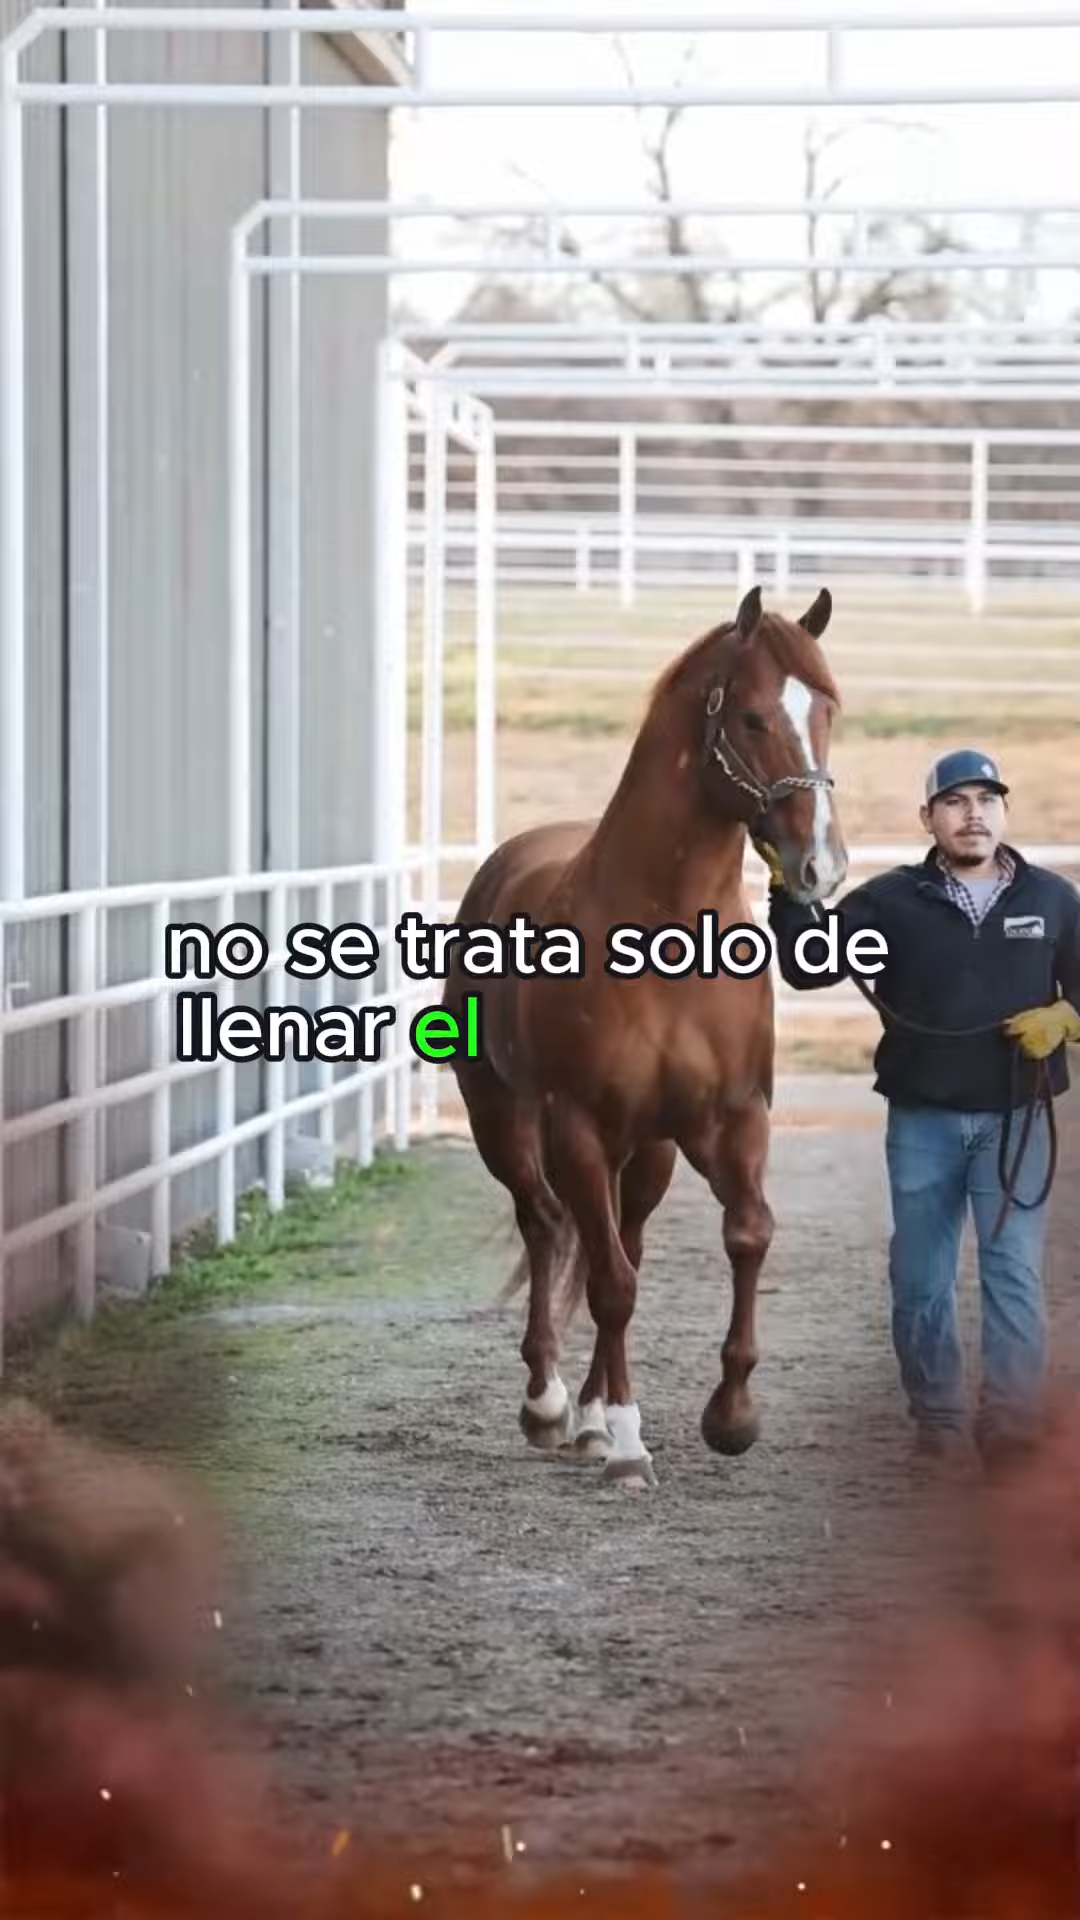 no se trata solo de
llenar el